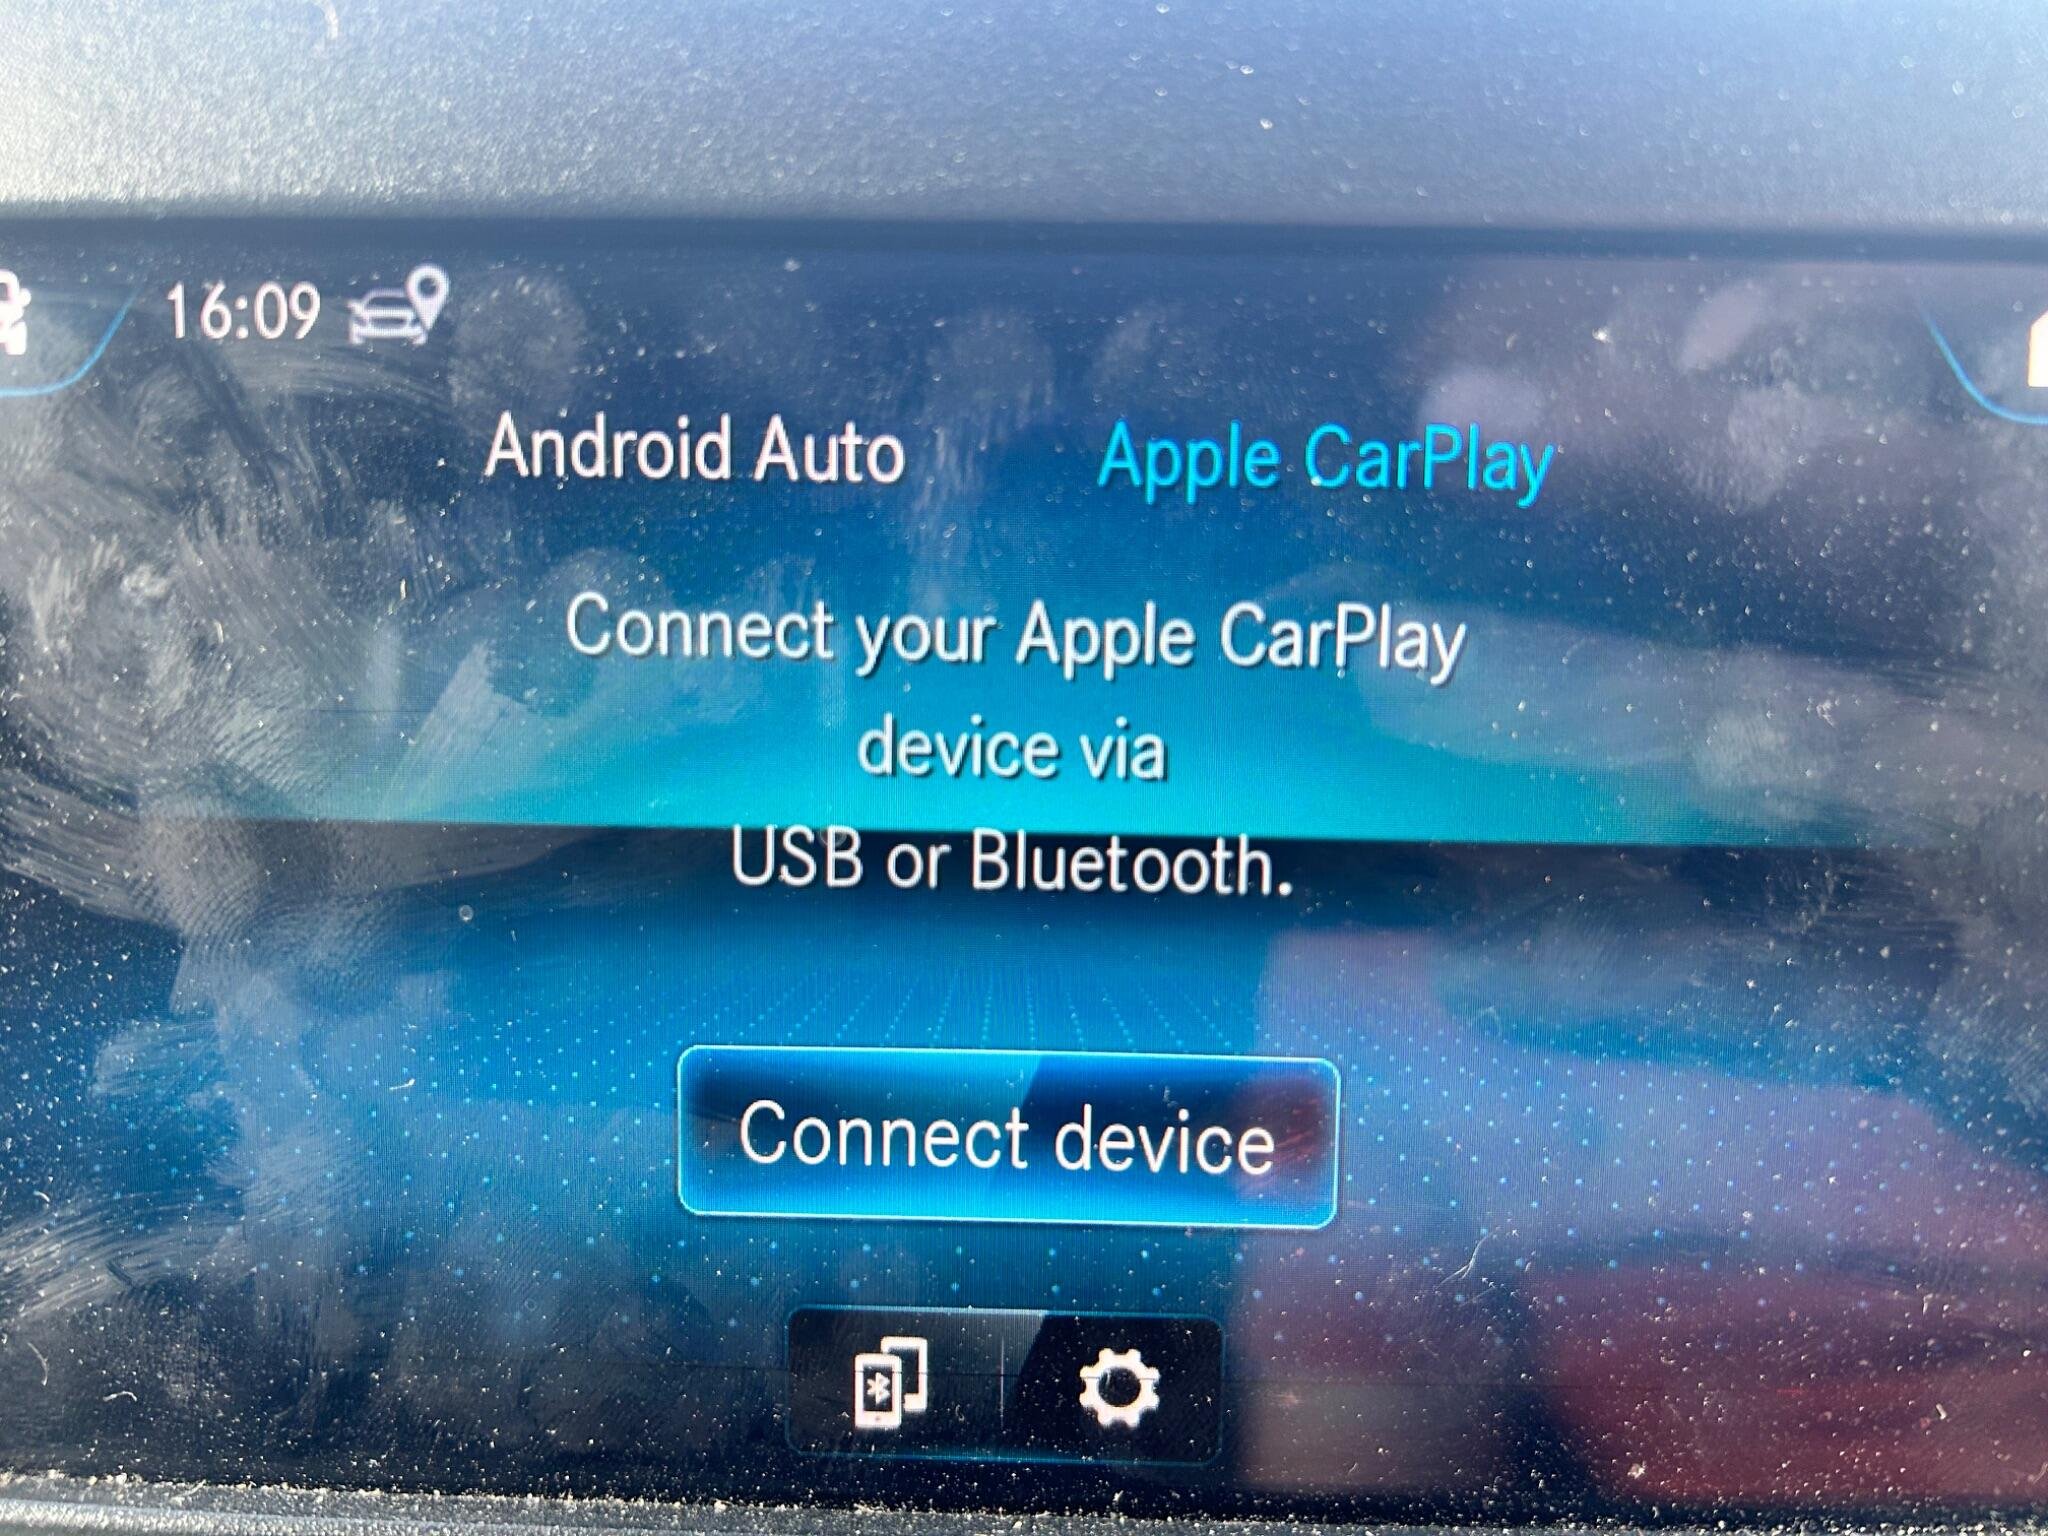 16:09
Android Auto
Apple CarPlay
Connect your Apple CarPlay
device via
USB or Bluetooth.
Connect device